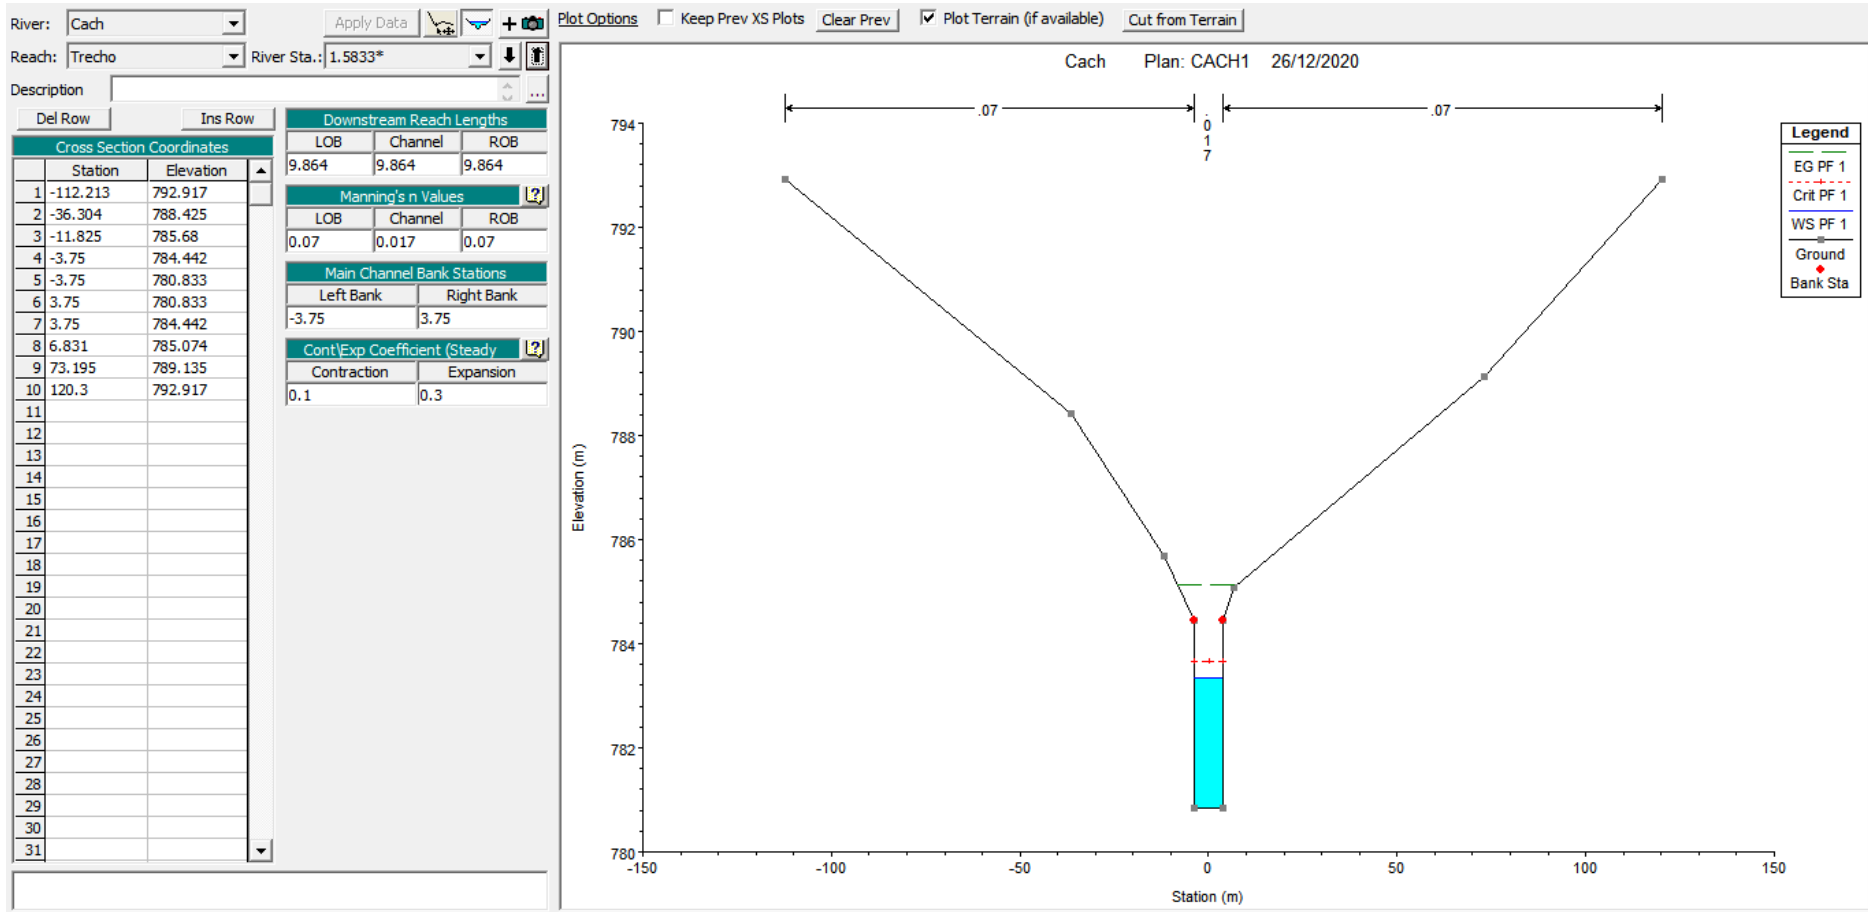 River: Cach Apply Data
Reach: Trecho River Sta.: 1.5833*
Description ...
Del Row Ins Row
Cross Section Coordinates
Station Elevation
1 -112.213 792.917
2 -36.304 788.425
3 -11.825 785.68
4 -3.75 784.442
5 -3.75 780.833
6 3.75 780.833
7 3.75 784.442
8 6.831 785.074
9 73.195 789.135
10 120.3 792.917
11
12
13
14
15
16
17
18
19
20
21
22
23
24
25
26
27
28
29
30
31
Downstream Reach Lengths
LOB Channel ROB
9.864 9.864 9.864
Manning's n Values ?
LOB Channel ROB
0.07 0.017 0.07
Main Channel Bank Stations
Left Bank Right Bank
-3.75 3.75
Cont\Exp Coefficient (Steady ?
Contraction Expansion
0.1 0.3
Plot Options Keep Prev XS Plots Clear Prev Plot Terrain (if available) Cut from Terrain
Cach Plan: CACH1 26/12/2020
.07 .017 .07
794
792
790
788
786
784
782
780
Elevation (m)
-150 -100 -50 0 50 100 150
Station (m)
Legend
EG PF 1
Crit PF 1
WS PF 1
Ground
Bank Sta